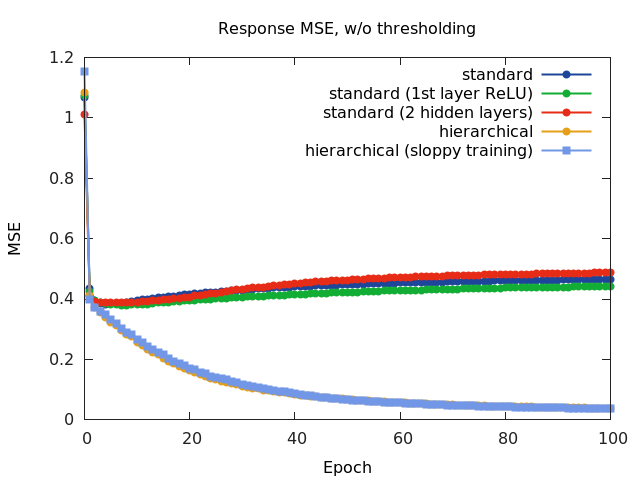 Response MSE, w/o thresholding
1.2
1
0.8
0.6
0.4
0.2
0
MSE
standard
standard (1st layer ReLU)
standard (2 hidden layers)
hierarchical
hierarchical (sloppy training)
0 20 40 60 80 100
Epoch